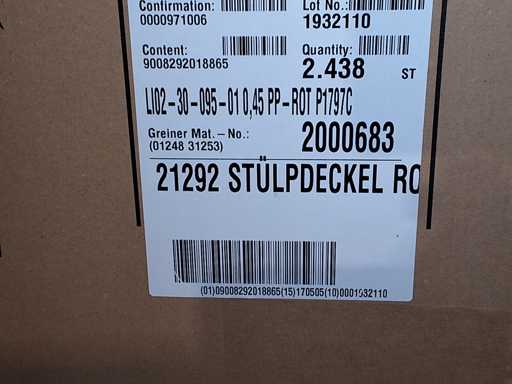 Confirmation:
0000971006
Lot No.:
1932110
Content:
9008292018865
Quantity:
2.438 ST
LI02-30-095-01 0,45 PP-ROT P1797C
Greiner Mat.-No.:
(01248 31253)
2000683
21292 STÜLPDECKEL RO
(01)09008292018865(15)170505(10)0001932110